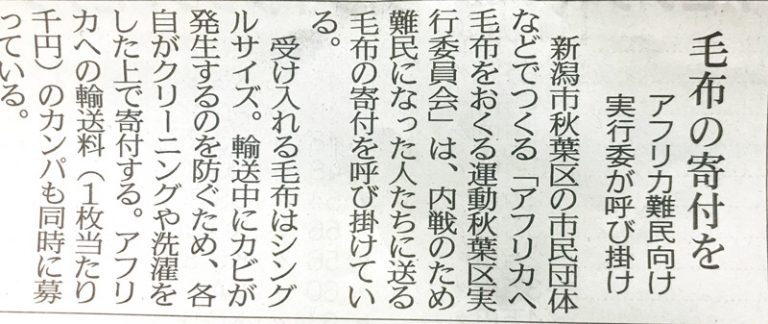 毛布の寄付を
アフリカ難民向け
実行委が呼び掛け
新潟市秋葉区の市民団体
などでつくる「アフリカへ
毛布をおくる運動秋葉区実
行委員会」は、内戦のため
難民になった人たちに送る
毛布の寄付を呼び掛けてい
る。
受け入れる毛布はシング
ルサイズ。輸送中にカビが
発生するのを防ぐため、各
自がクリーニングや洗濯を
した上で寄付する。アフリ
カへの輸送料（１枚当たり
千円）のカンパも同時に募
っている。